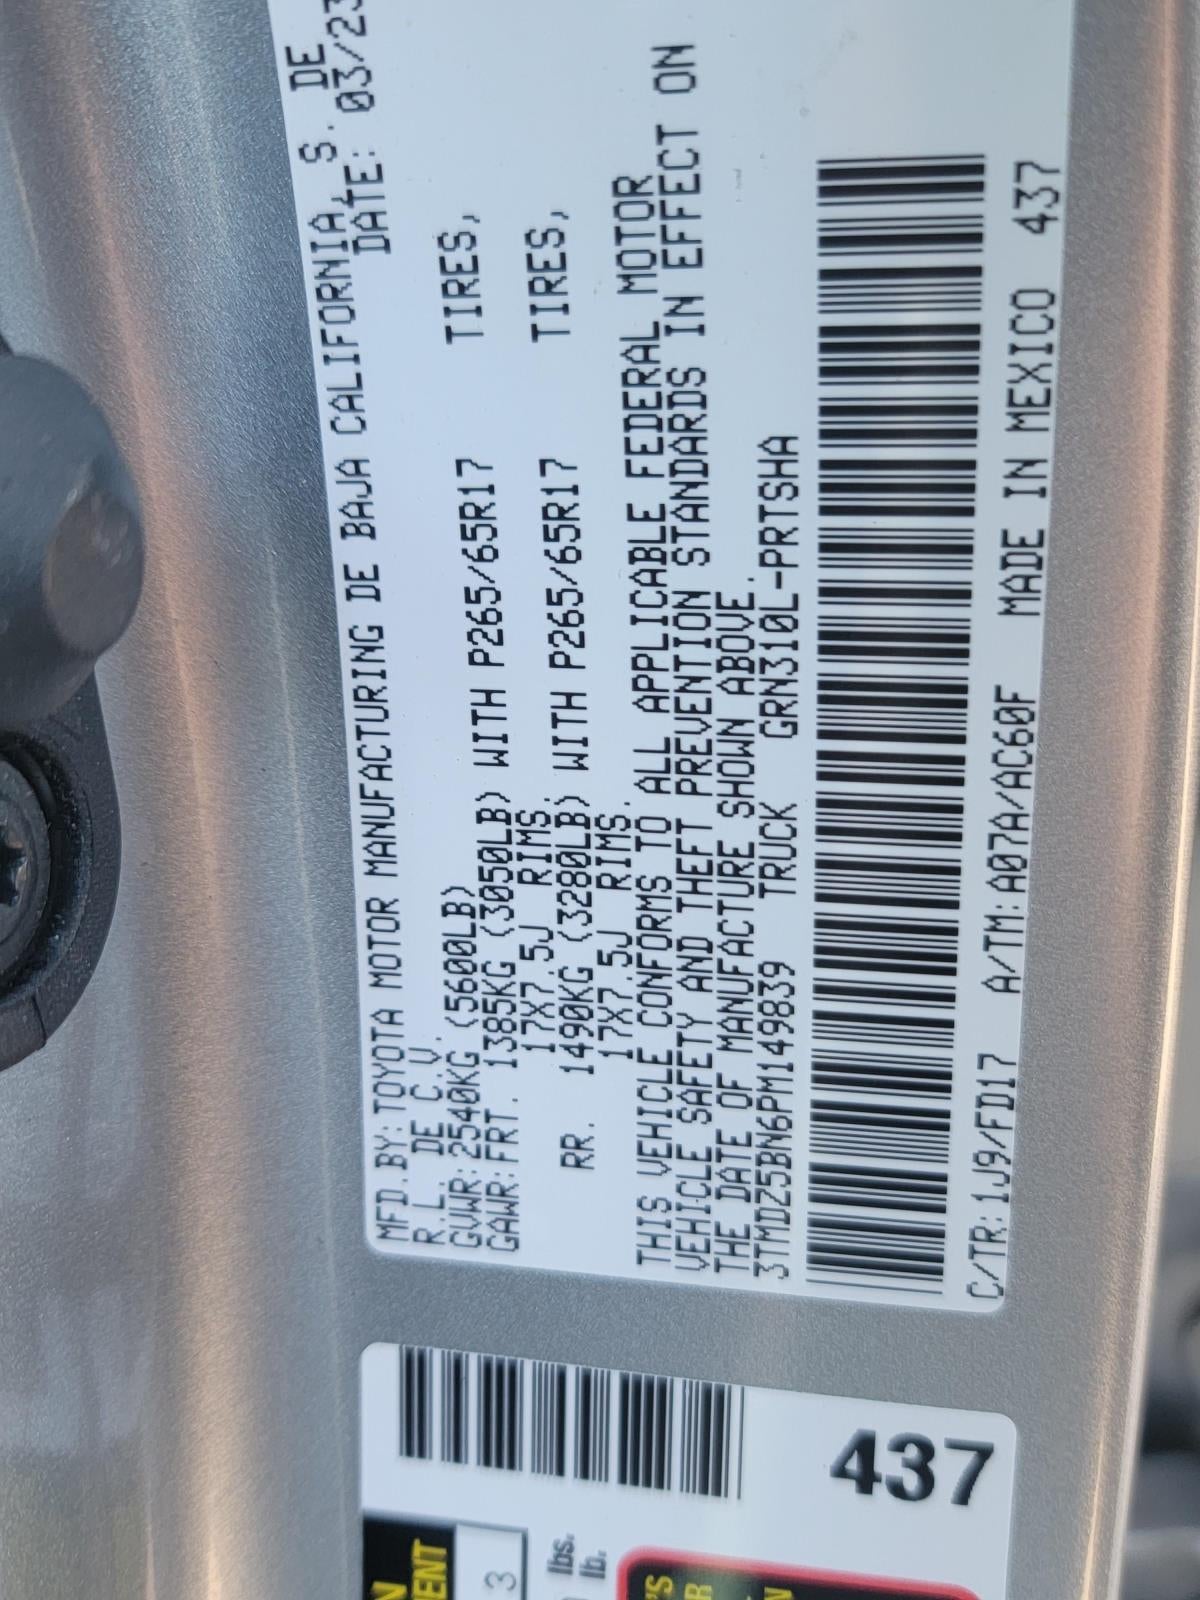 MFD.BY:TOYOTA MOTOR MANUFACTURING DE BAJA CALIFORNIA, S. DE
R.L. DE C.V. DATE: 03/23
GVWR:2540KG (5600LB)
GAWR:FRT. 1385KG (3050LB) WITH P265/65R17 TIRES,
17X7.5J RIMS.
RR. 1490KG (3280LB) WITH P265/65R17 TIRES,
17X7.5J RIMS.
THIS VEHICLE CONFORMS TO ALL APPLICABLE FEDERAL MOTOR
VEHICLE SAFETY AND THEFT PREVENTION STANDARDS IN EFFECT ON
THE DATE OF MANUFACTURE SHOWN ABOVE.
3TMDZ5BN6PM149839 TRUCK GRN310L-PRTSHA
C/TR:1J9/FD17 A/TM:A07A/AC60F MADE IN MEXICO 437
437
3
lbs.
lb.